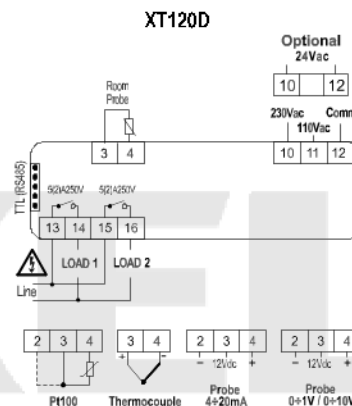 XT120D
Optional
24Vac
10 12
Room
Probe
230Vac Comm
110Vac
3 4
10 11 12
TTL (RS485)
5(2)A250V 5(2)A250V
13 14 15 16
LOAD 1 LOAD 2
Line
2 3 4
3 4
2 3 4
2 3 4
+ -
- 12Vdc +
- 12Vdc +
Pt100
Thermocouple
Probe
4÷20mA
Probe
0÷1V / 0÷10V